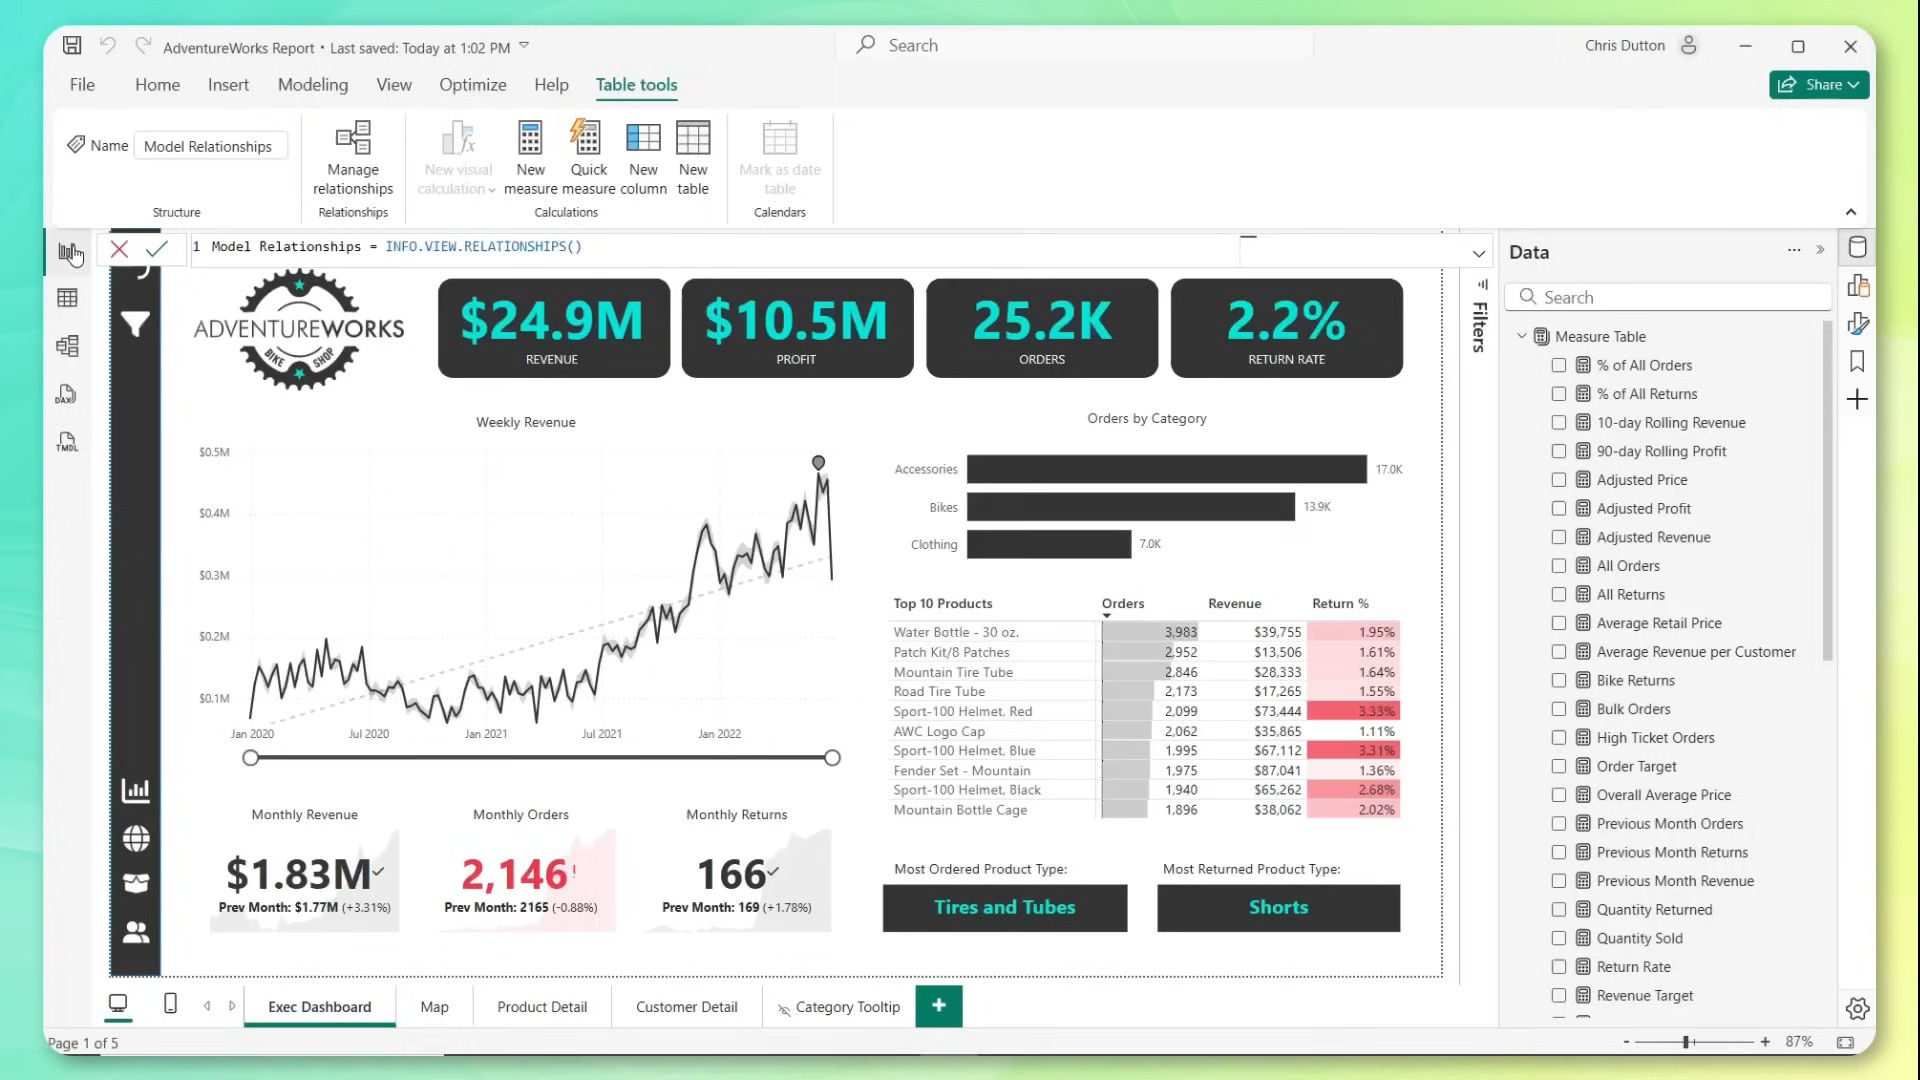 AdventureWorks Report • Last saved: Today at 1:02 PM
Search
Chris Dutton
File
Home
Insert
Modeling
View
Optimize
Help
Table tools
Share
Name
Model Relationships
Manage
relationships
New visual
calculation
New
measure
Quick
measure
New
column
New
table
Mark as date
table
Structure
Relationships
Calculations
Calendars
1 Model Relationships = INFO.VIEW.RELATIONSHIPS()
DAX
TMDL
ADVENTUREWORKS
BIKE SHOP
$24.9M
REVENUE
$10.5M
PROFIT
25.2K
ORDERS
2.2%
RETURN RATE
Weekly Revenue
$0.5M
$0.4M
$0.3M
$0.2M
$0.1M
Jan 2020
Jul 2020
Jan 2021
Jul 2021
Jan 2022
Orders by Category
Accessories 17.0K
Bikes 13.9K
Clothing 7.0K
Top 10 Products Orders Revenue Return %
Water Bottle - 30 oz. 3,983 $39,755 1.95%
Patch Kit/8 Patches 2,952 $13,506 1.61%
Mountain Tire Tube 2,846 $28,333 1.64%
Road Tire Tube 2,173 $17,265 1.55%
Sport-100 Helmet, Red 2,099 $73,444 3.33%
AWC Logo Cap 2,062 $35,865 1.11%
Sport-100 Helmet, Blue 1,995 $67,112 3.31%
Fender Set - Mountain 1,975 $87,041 1.36%
Sport-100 Helmet, Black 1,940 $65,262 2.68%
Mountain Bottle Cage 1,896 $38,062 2.02%
Monthly Revenue
$1.83M
Prev Month: $1.77M (+3.31%)
Monthly Orders
2,146!
Prev Month: 2165 (-0.88%)
Monthly Returns
166
Prev Month: 169 (+1.78%)
Most Ordered Product Type:
Tires and Tubes
Most Returned Product Type:
Shorts
Filters
Data
Search
Measure Table
% of All Orders
% of All Returns
10-day Rolling Revenue
90-day Rolling Profit
Adjusted Price
Adjusted Profit
Adjusted Revenue
All Orders
All Returns
Average Retail Price
Average Revenue per Customer
Bike Returns
Bulk Orders
High Ticket Orders
Order Target
Overall Average Price
Previous Month Orders
Previous Month Returns
Previous Month Revenue
Quantity Returned
Quantity Sold
Return Rate
Revenue Target
Exec Dashboard
Map
Product Detail
Customer Detail
Category Tooltip
Page 1 of 5
87%